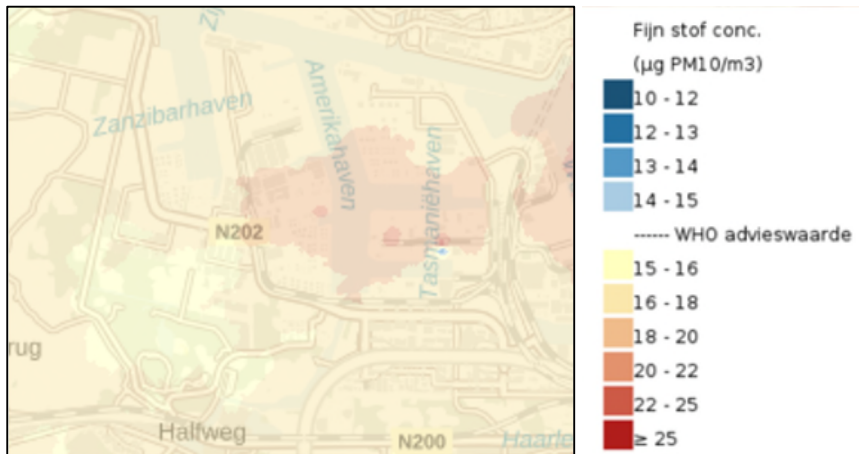 Zij
Amerikahaven
Zanzibarhaven
Tasmaniëhaven
N202
rug
Halfweg
N200
Haarle
Fijn stof conc.
(µg PM10/m3)
10 - 12
12 - 13
13 - 14
14 - 15
------ WHO advieswaarde
15 - 16
16 - 18
18 - 20
20 - 22
22 - 25
≥ 25